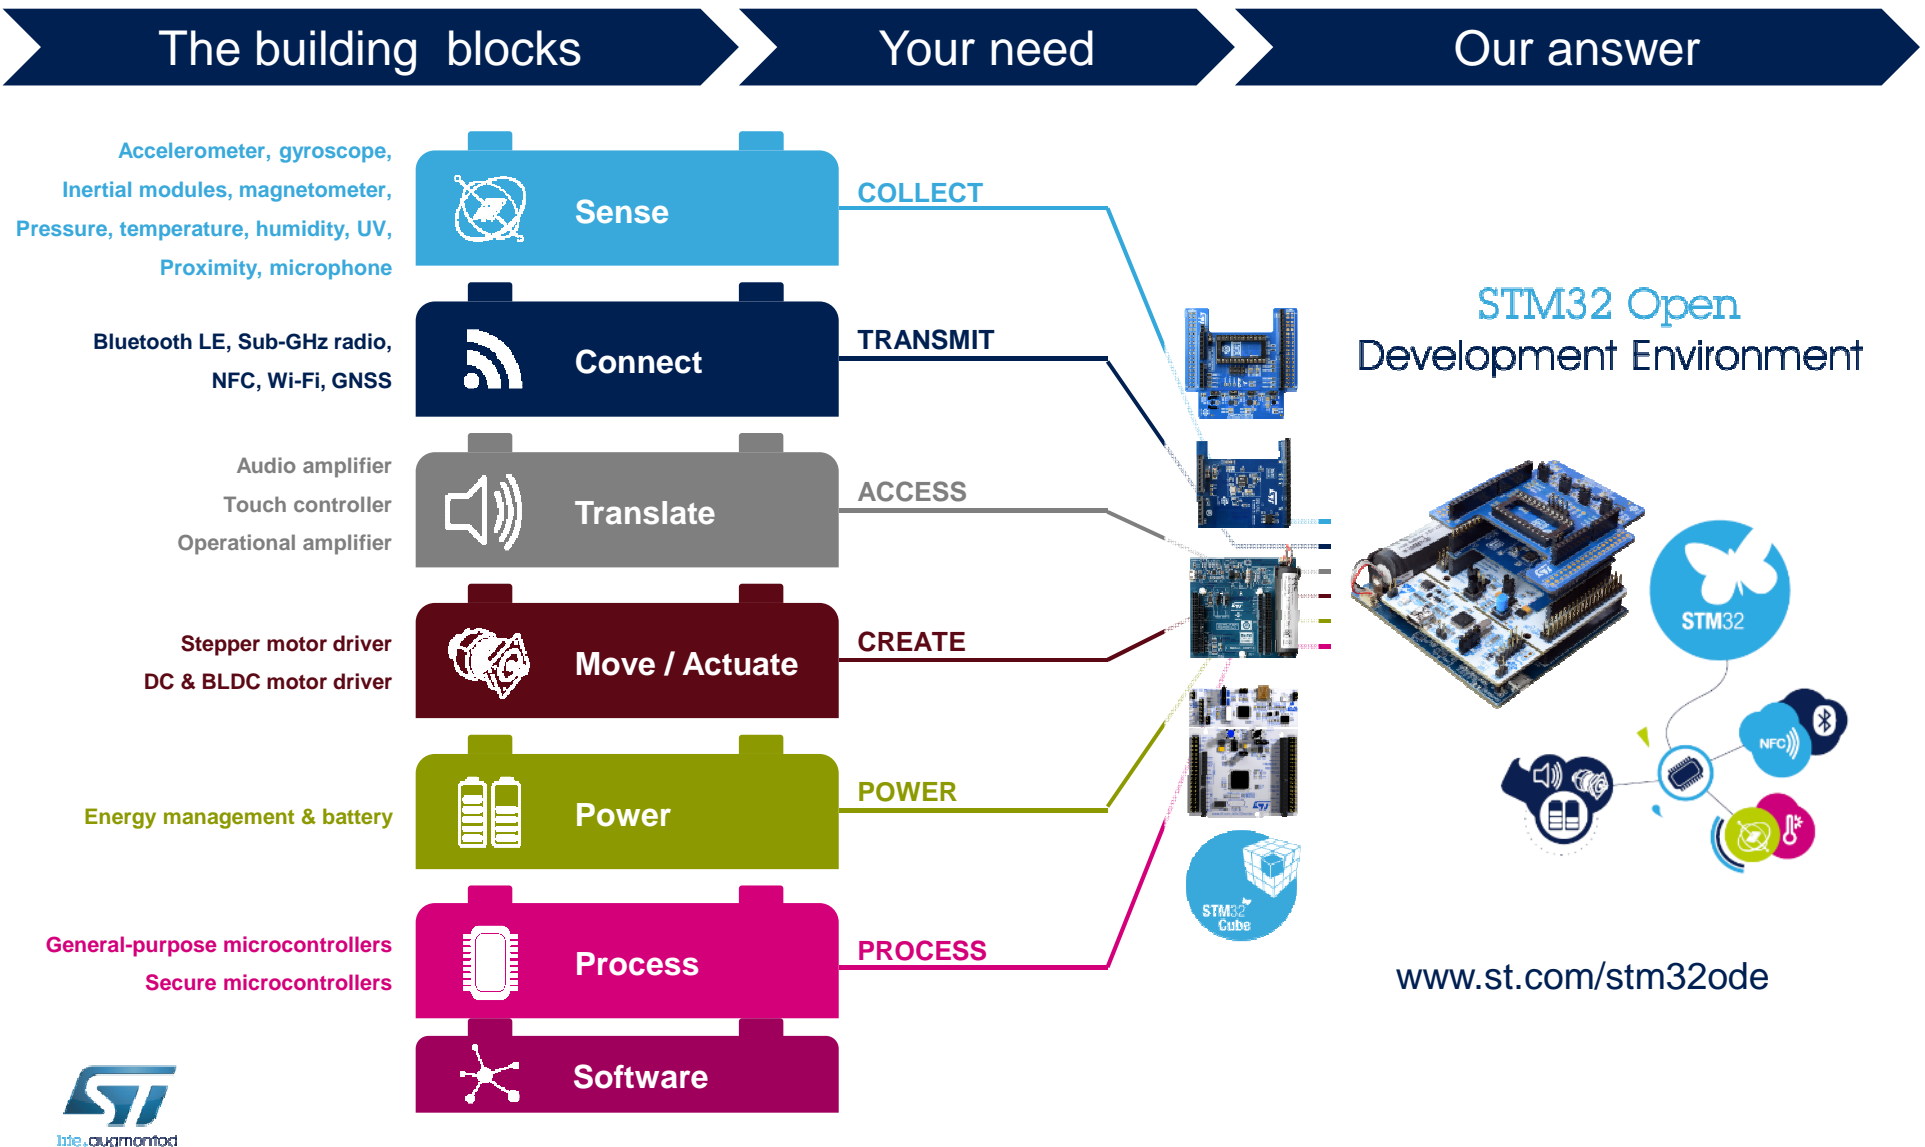 The building blocks
Your need
Our answer
Accelerometer, gyroscope,
Inertial modules, magnetometer,
Pressure, temperature, humidity, UV,
Proximity, microphone
Sense
COLLECT
Bluetooth LE, Sub-GHz radio,
NFC, Wi-Fi, GNSS
Connect
TRANSMIT
Audio amplifier
Touch controller
Operational amplifier
Translate
ACCESS
Stepper motor driver
DC & BLDC motor driver
Move / Actuate
CREATE
Energy management & battery
Power
POWER
General-purpose microcontrollers
Secure microcontrollers
Process
PROCESS
Software
STM32
Cube
STM32 Open
Development Environment
STM32
NFC
www.st.com/stm32ode
ST
life.augmented